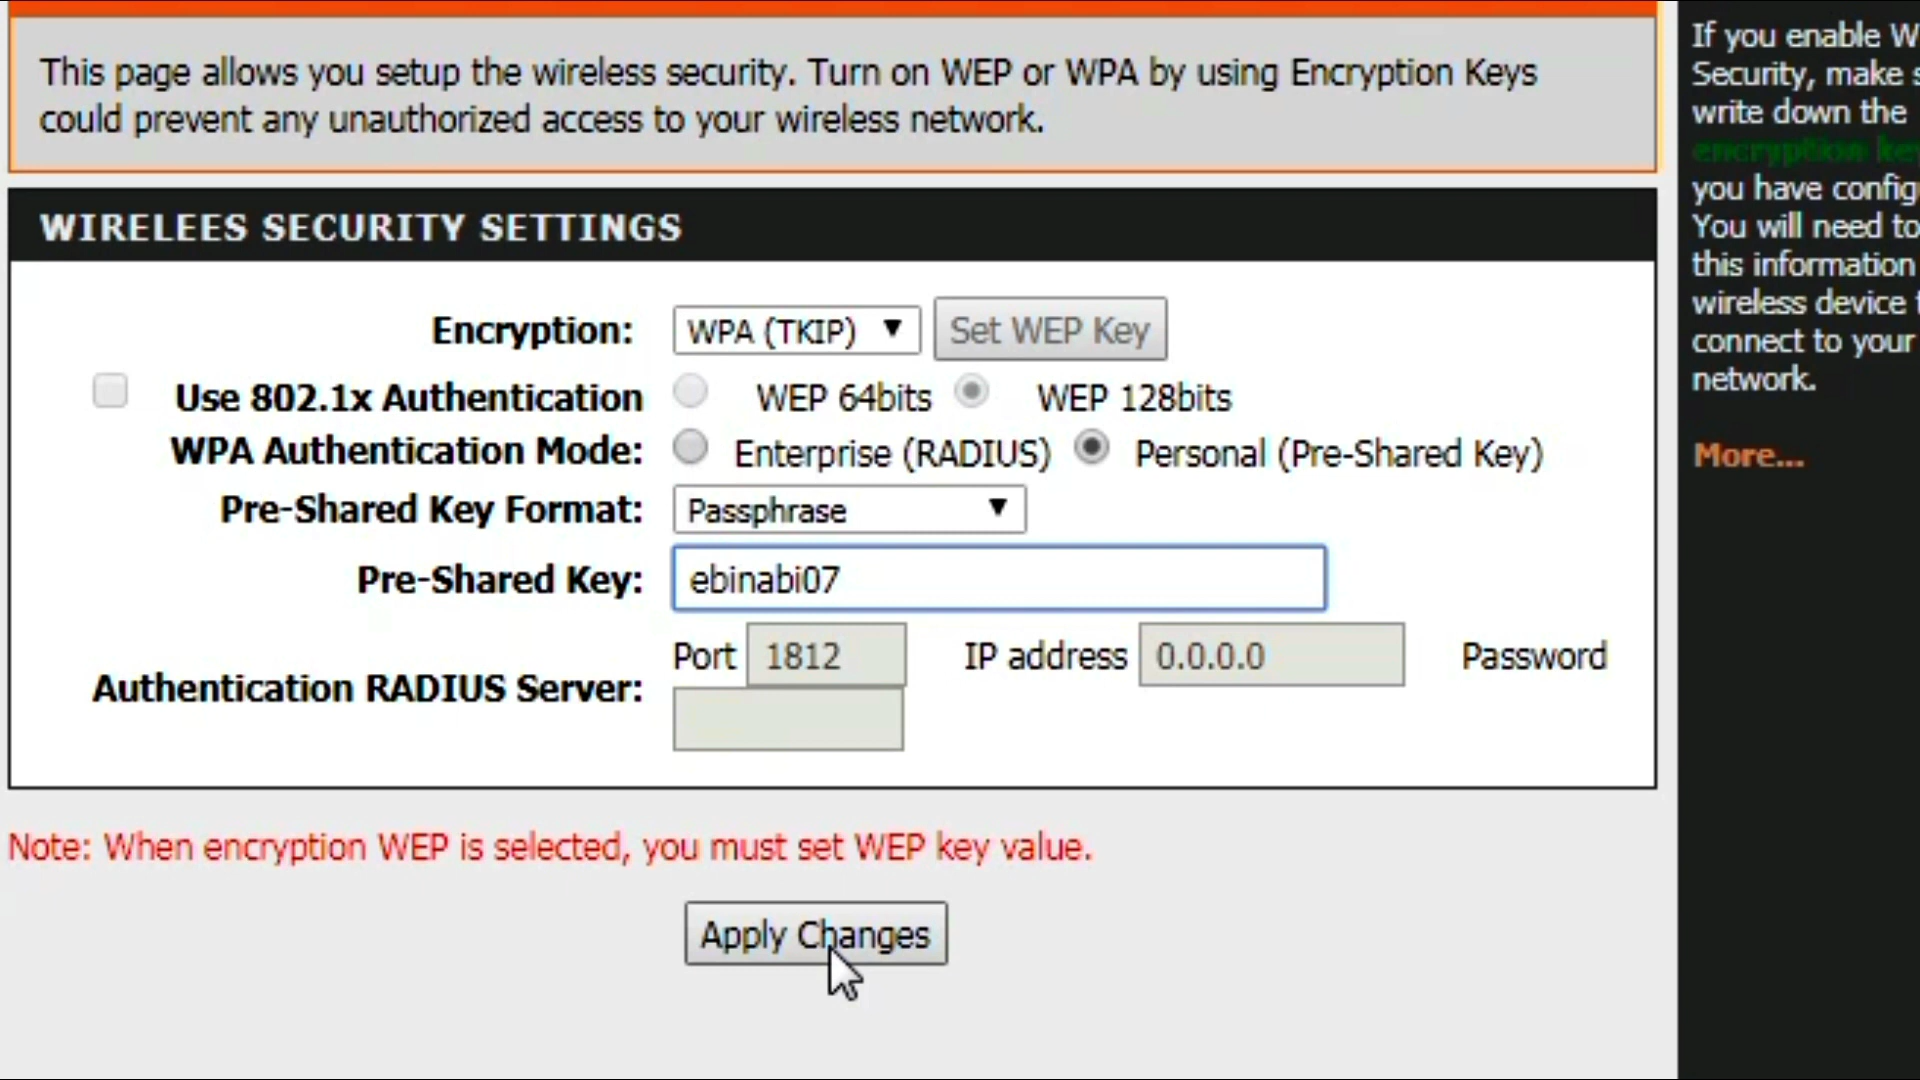 This page allows you setup the wireless security. Turn on WEP or WPA by using Encryption Keys
could prevent any unauthorized access to your wireless network.
WIRELEES SECURITY SETTINGS
Encryption: WPA (TKIP) Set WEP Key
Use 802.1x Authentication WEP 64bits WEP 128bits
WPA Authentication Mode: Enterprise (RADIUS) Personal (Pre-Shared Key)
Pre-Shared Key Format: Passphrase
Pre-Shared Key: ebinabi07
Authentication RADIUS Server: Port 1812 IP address 0.0.0.0 Password
Note: When encryption WEP is selected, you must set WEP key value.
Apply Changes
If you enable W
Security, make s
write down the
encryption key
you have config
You will need to
this information
wireless device t
connect to your
network.
More...